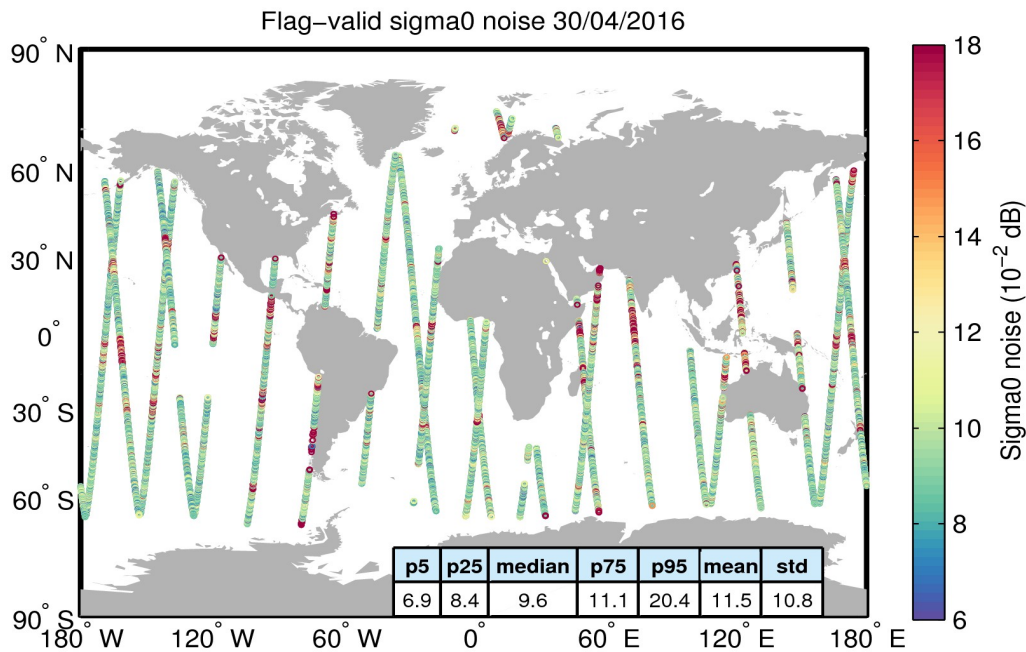 Flag−valid sigma0 noise 30/04/2016
90° N
60° N
30° N
0°
30° S
60° S
90° S
180° W
120° W
60° W
0°
60° E
120° E
180° E
p5 p25 median p75 p95 mean std
6.9 8.4 9.6 11.1 20.4 11.5 10.8
18
16
14
12
10
8
6
Sigma0 noise (10⁻² dB)